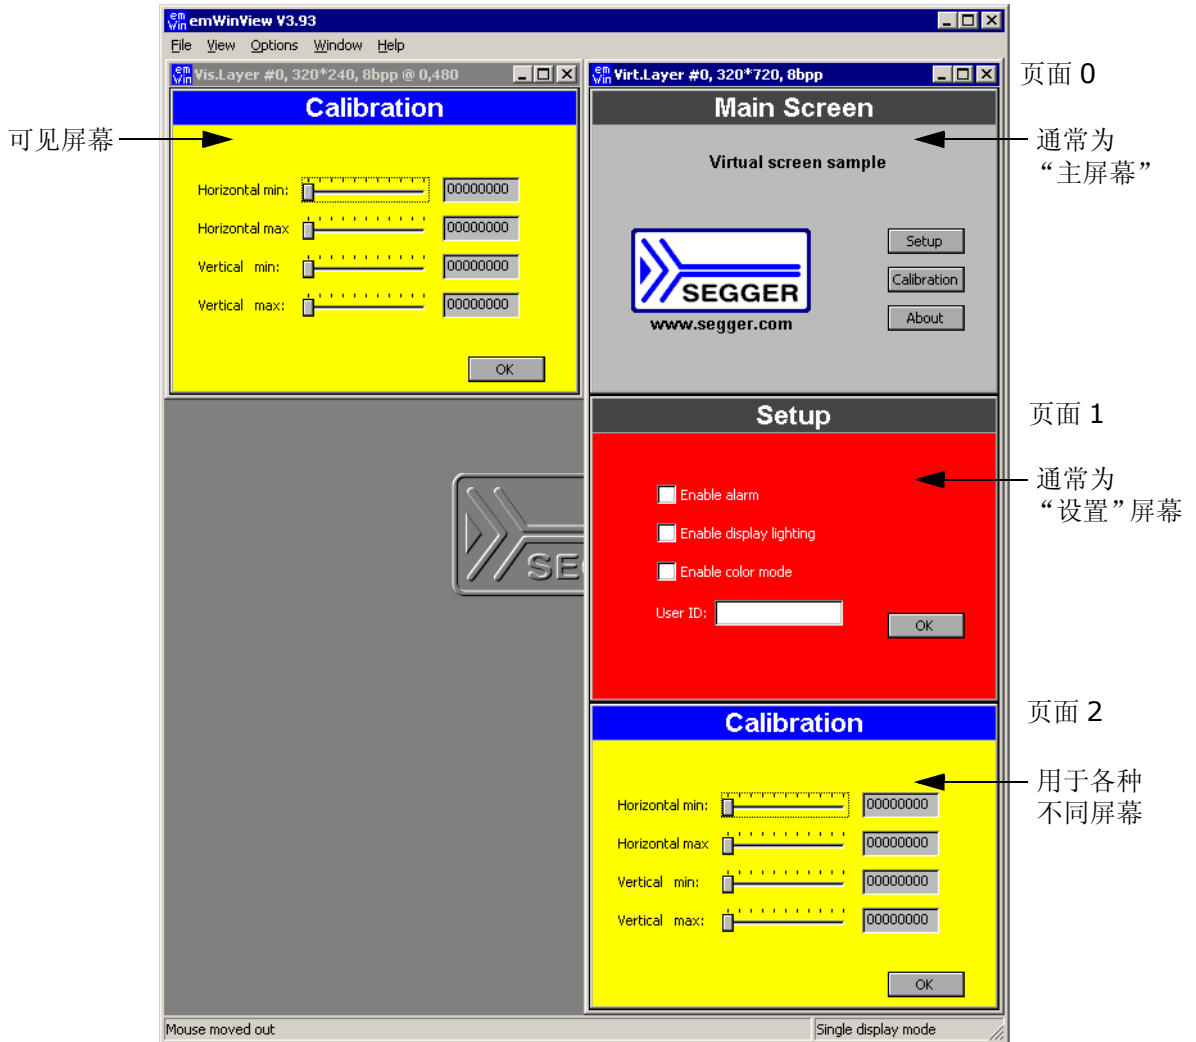 emWinView V3.93
File View Options Window Help
Vis.Layer #0, 320*240, 8bpp @ 0,480
Calibration
Horizontal min: 00000000
Horizontal max 00000000
Vertical min: 00000000
Vertical max: 00000000
OK
可见屏幕
Virt.Layer #0, 320*720, 8bpp
Main Screen
Virtual screen sample
SEGGER
www.segger.com
Setup
Calibration
About
页面 0
通常为
“主屏幕”
Setup
Enable alarm
Enable display lighting
Enable color mode
User ID:
OK
页面 1
通常为
“设置”屏幕
Calibration
Horizontal min: 00000000
Horizontal max 00000000
Vertical min: 00000000
Vertical max: 00000000
OK
页面 2
用于各种
不同屏幕
SE
Mouse moved out
Single display mode